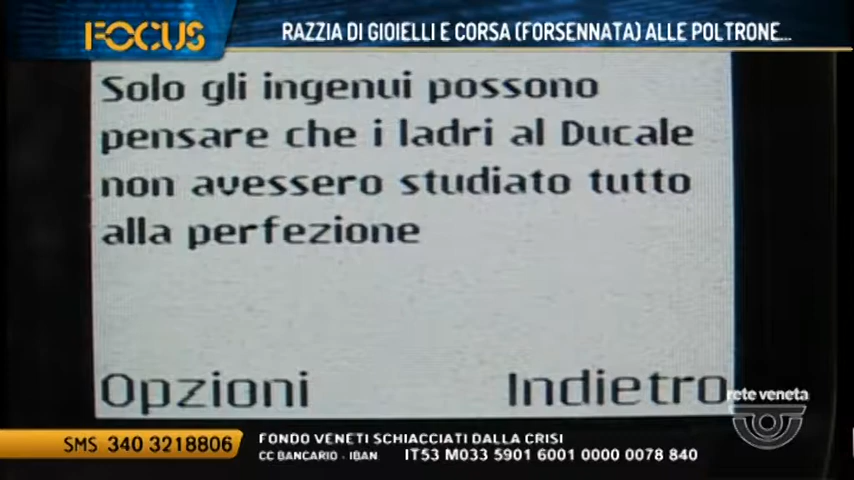 FOCUS
RAZZIA DI GIOIELLI E CORSA (FORSENNATA) ALLE POLTRONE...
Solo gli ingenui possono
pensare che i ladri al Ducale
non avessero studiato tutto
alla perfezione
Opzioni Indietro
rete veneta
SMS 340 3218806
FONDO VENETI SCHIACCIATI DALLA CRISI
CC BANCARIO - IBAN IT53 M033 5901 6001 0000 0078 840